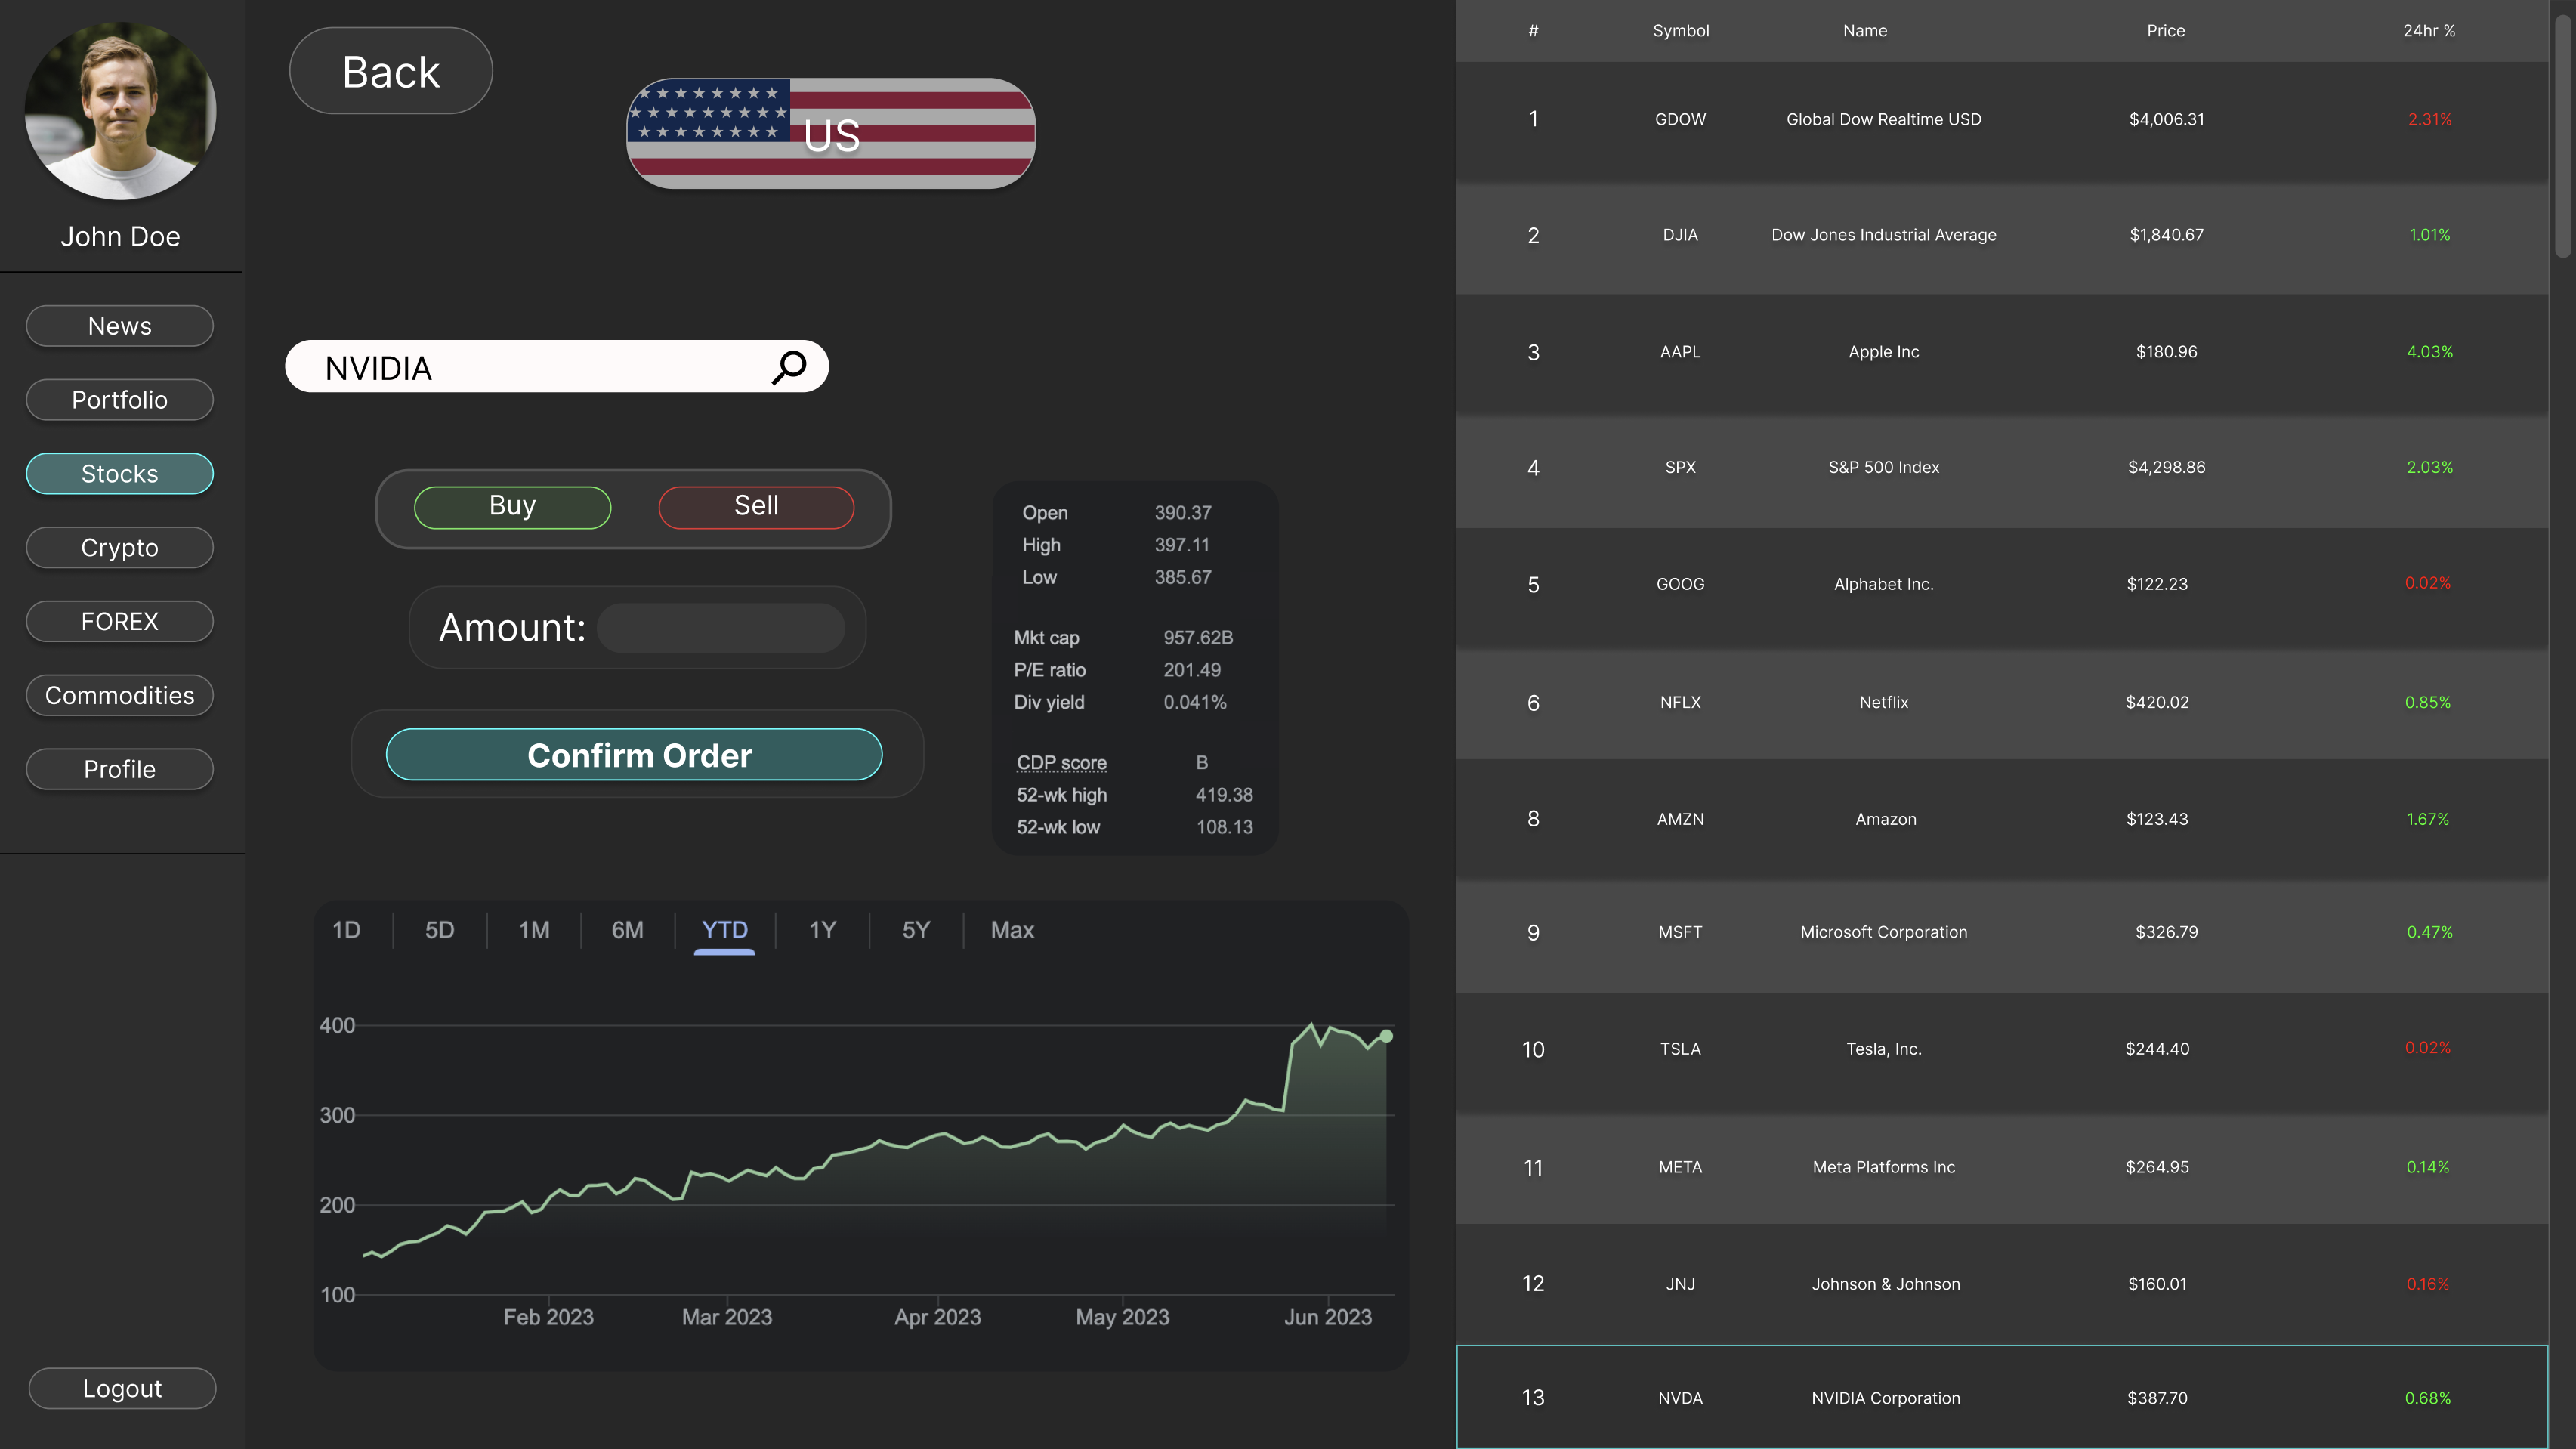 John Doe
News
Portfolio
Stocks
Crypto
FOREX
Commodities
Profile
Logout
Back
US
NVIDIA
Buy
Sell
Amount:
Confirm Order
Open 390.37
High 397.11
Low 385.67
Mkt cap 957.62B
P/E ratio 201.49
Div yield 0.041%
CDP score B
52-wk high 419.38
52-wk low 108.13
1D 5D 1M 6M YTD 1Y 5Y Max
400
300
200
100
Feb 2023 Mar 2023 Apr 2023 May 2023 Jun 2023
# Symbol Name Price 24hr %
1 GDOW Global Dow Realtime USD $4,006.31 2.31%
2 DJIA Dow Jones Industrial Average $1,840.67 1.01%
3 AAPL Apple Inc $180.96 4.03%
4 SPX S&P 500 Index $4,298.86 2.03%
5 GOOG Alphabet Inc. $122.23 0.02%
6 NFLX Netflix $420.02 0.85%
8 AMZN Amazon $123.43 1.67%
9 MSFT Microsoft Corporation $326.79 0.47%
10 TSLA Tesla, Inc. $244.40 0.02%
11 META Meta Platforms Inc $264.95 0.14%
12 JNJ Johnson & Johnson $160.01 0.16%
13 NVDA NVIDIA Corporation $387.70 0.68%